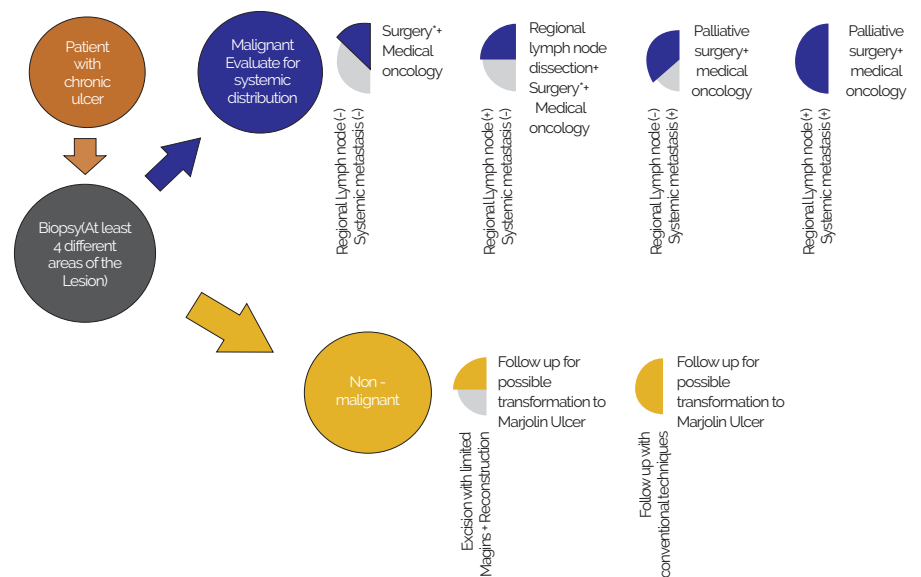 Patient
with
chronic
ulcer
Malignant
Evaluate for
systemic
distribution
Surgery*+
Medical
oncology
Regional Lymph node (-)
Systemic metastasis (-)
Regional
lymph node
dissection+
Surgery*+
Medical
oncology
Regional Lymph node (+)
Systemic metastasis (-)
Palliative
surgery+
medical
oncology
Regional Lymph node (-)
Systemic metastasis (+)
Palliative
surgery+
medical
oncology
Regional Lymph node (+)
Systemic metastasis (+)
Biopsy(At least
4 different
areas of the
Lesion)
Non -
malignant
Follow up for
possible
transformation to
Marjolin Ulcer
Excision with limited
Magins + Reconstruction
Follow up for
possible
transformation to
Marjolin Ulcer
Follow up with
conventional techniques